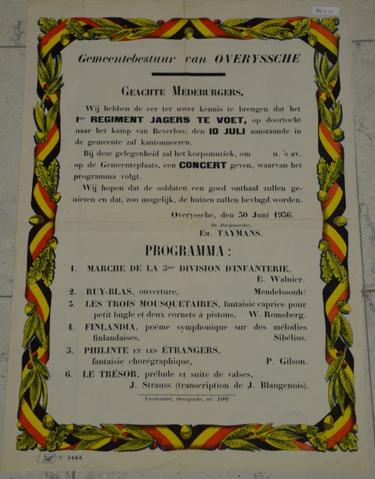 Gemeentebestuur van OVERYSSCHE
GEACHTE MEDEBURGERS,
Wij hebben de eer ter uwer kennis te brengen dat het
REGIMENT JAGERS TE VOET, op doortocht
naar het kamp van Beverloo, den 10 JULI aanstaande in
de gemeente zal kantonneeren.
Bij deze gelegenheid zal het korpsmuziek, om u. 's av.
op de Gemeenteplaats, een CONCERT geven, waarvan het
programma volgt.
Wij hopen dat de soldaten een goed onthaal zullen ge-
nieten en dat, zoo mogelijk, de huizen zullen bevlagd worden.
Overyssche, den 30 Juni 1936.
De Burgemeester,
EM. TAYMANS.
PROGRAMMA :
1. MARCHE DE LA 5me DIVISION D'INFANTERIE,
E. Walnier.
2. RUY-BLAS, ouverture, Mendelssonh!
3. LES TROIS MOUSQUETAIRES, fantaisie caprice pour
petit bugle et deux cornets à pistons, W. Romsberg.
4. FINLANDIA, poème symphonique sur des mélodies
finlandaises, Sibélius.
5. PHILINTE ET LES ÉTRANGERS,
fantaisie chorégraphique, P. Gilson.
6. LE TRÉSOR, prélude et suite de valses,
J. Strauss (transcription de J. Blangenois).